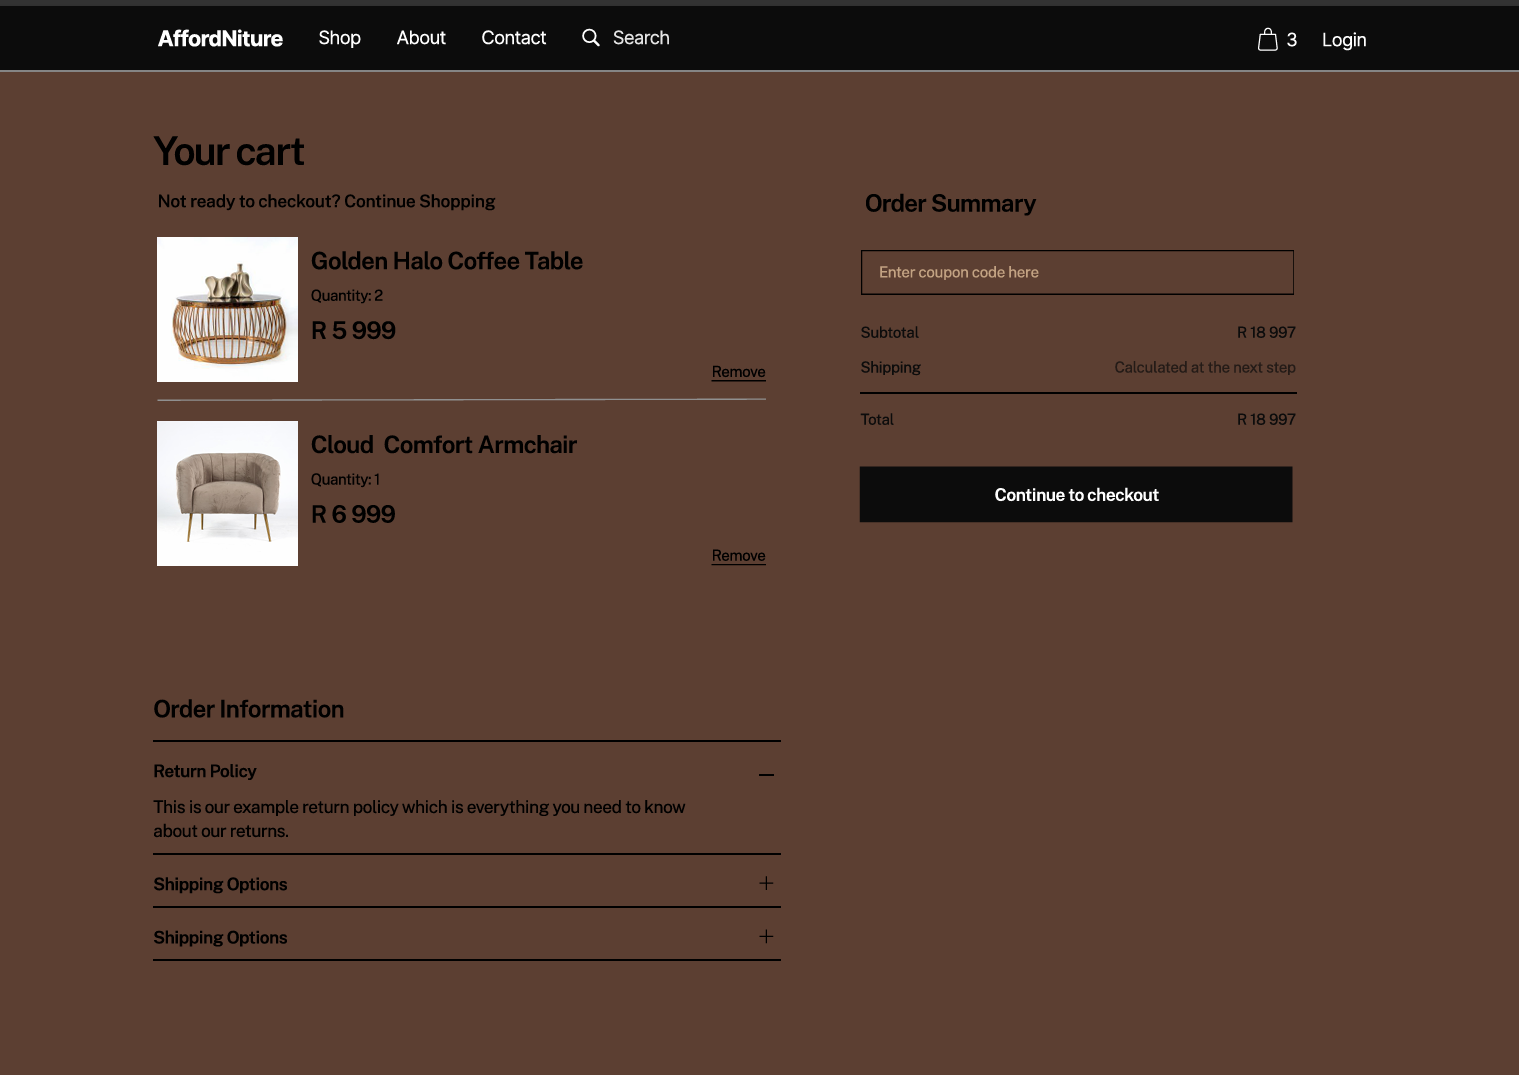 AffordNiture Shop About Contact Search 3 Login
Your cart
Not ready to checkout? Continue Shopping
Golden Halo Coffee Table
Quantity: 2
R 5 999
Remove
Cloud  Comfort Armchair
Quantity: 1
R 6 999
Remove
Order Summary
Enter coupon code here
Subtotal R 18 997
Shipping Calculated at the next step
Total R 18 997
Continue to checkout
Order Information
Return Policy
This is our example return policy which is everything you need to know
about our returns.
Shipping Options
Shipping Options